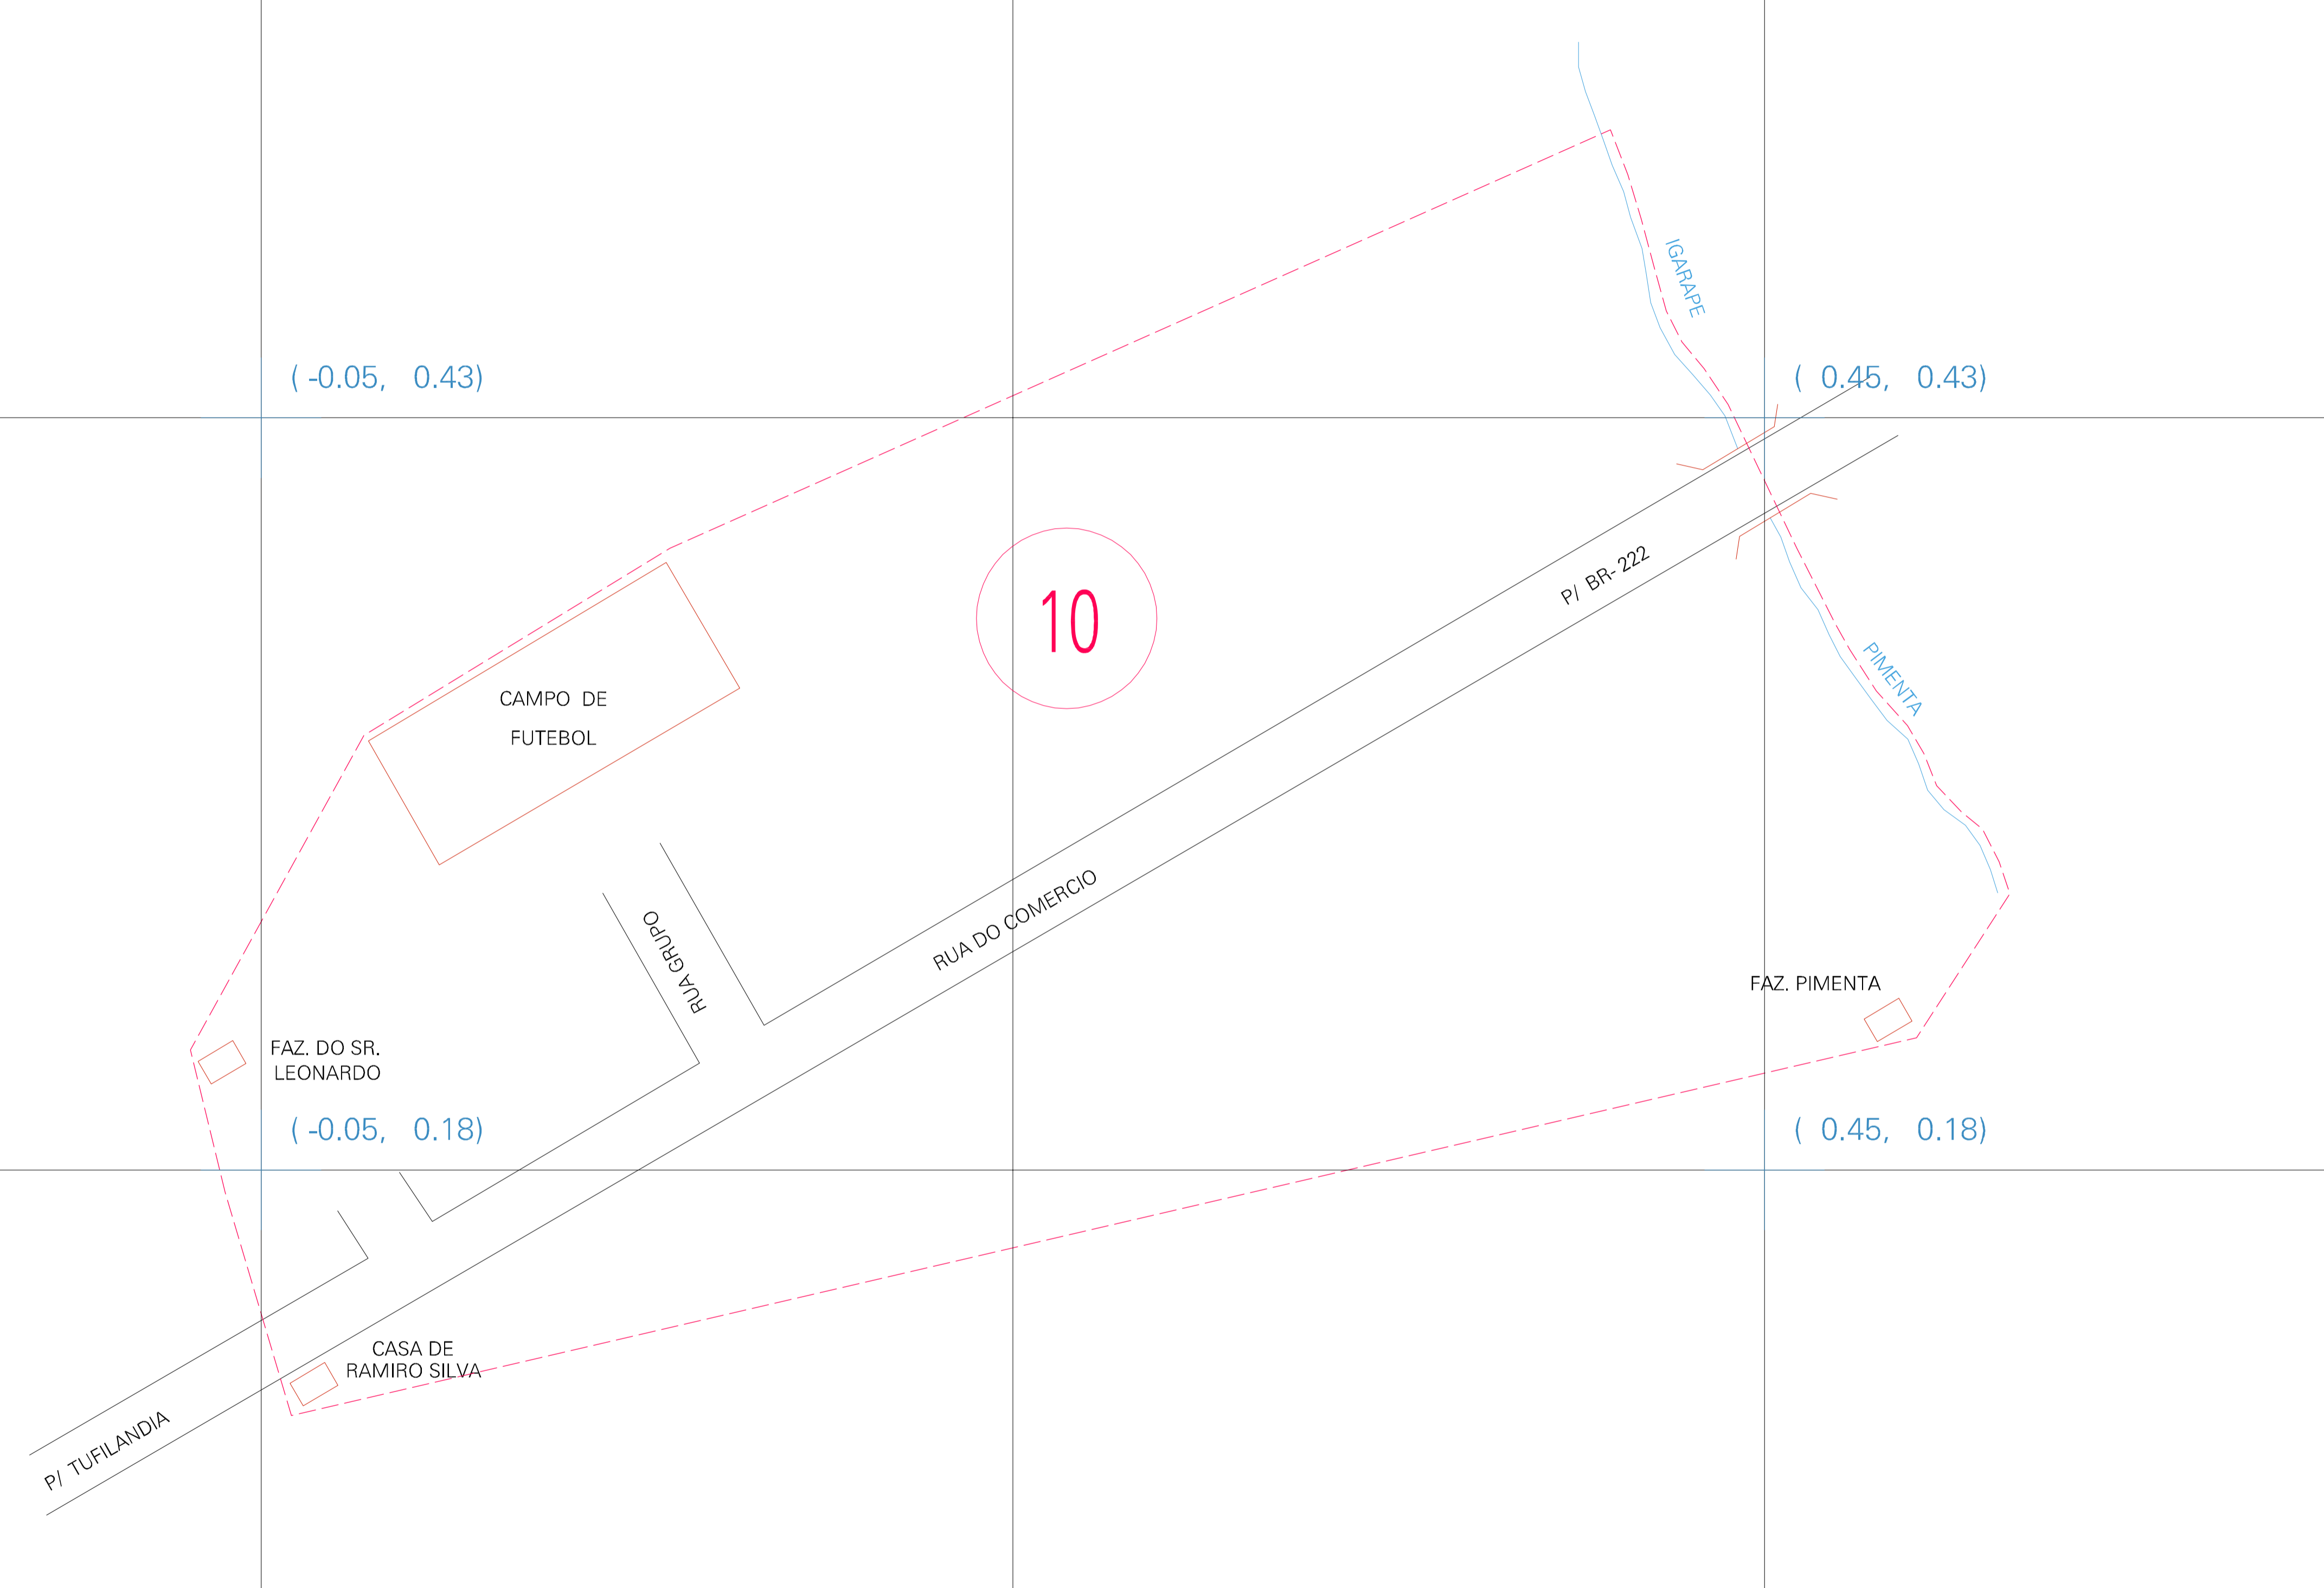 IGARAPE
( -0.05, 0.43)
( 0.45, 0.43)
P/ BR- 222
10
PIMENTA
CAMPO DE
FUTEBOL
RUA DO COMERCIO
RUA GRUPO
FAZ. PIMENTA
FAZ. DO SR.
LEONARDO
( -0.05, 0.18)
( 0.45, 0.18)
CASA DE
RAMIRO SILVA
P/ TUFILANDIA